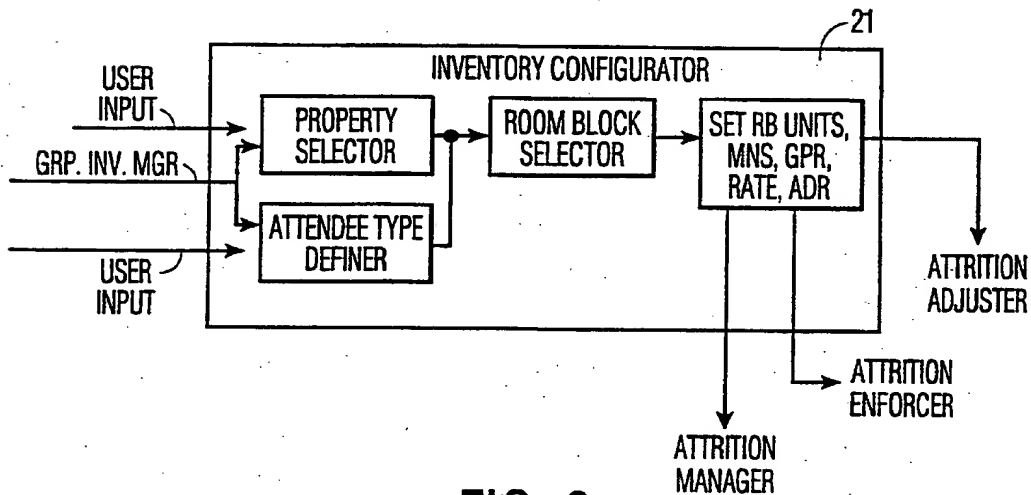 21
INVENTORY CONFIGURATOR
USER
INPUT
PROPERTY
SELECTOR
ROOM BLOCK
SELECTOR
SET RB UNITS,
MNS, GPR,
RATE, ADR
GRP. INV. MGR
ATTENDEE TYPE
DEFINER
USER
INPUT
ATTRITION
ADJUSTER
ATTRITION
ENFORCER
ATTRITION
MANAGER